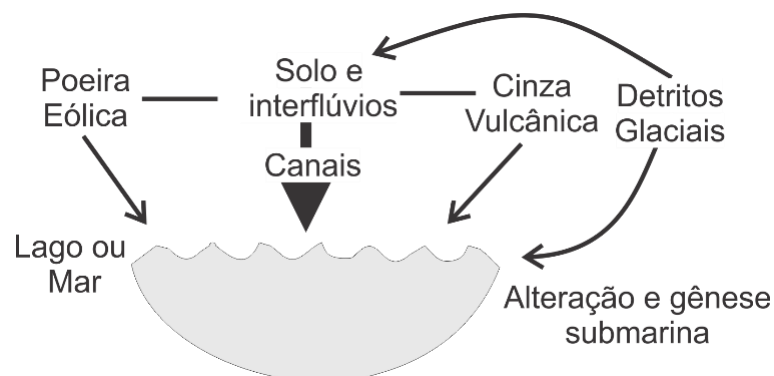 Poeira
Eólica
Solo e
interflúvios
Cinza
Vulcânica
Detritos
Glaciais
Canais
Lago ou
Mar
Alteração e gênese
submarina